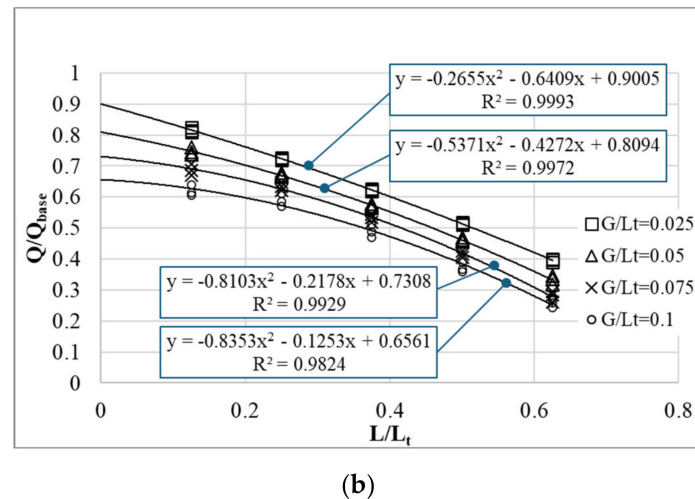 1
0.9
0.8
0.7
0.6
0.5
0.4
0.3
0.2
0.1
0
Q/Q_base
y = -0.2655x² - 0.6409x + 0.9005
R² = 0.9993
y = -0.5371x² - 0.4272x + 0.8094
R² = 0.9972
y = -0.8103x² - 0.2178x + 0.7308
R² = 0.9929
y = -0.8353x² - 0.1253x + 0.6561
R² = 0.9824
G/Lt=0.025
G/Lt=0.05
G/Lt=0.075
G/Lt=0.1
0 0.2 0.4 0.6 0.8
L/L_t
(b)